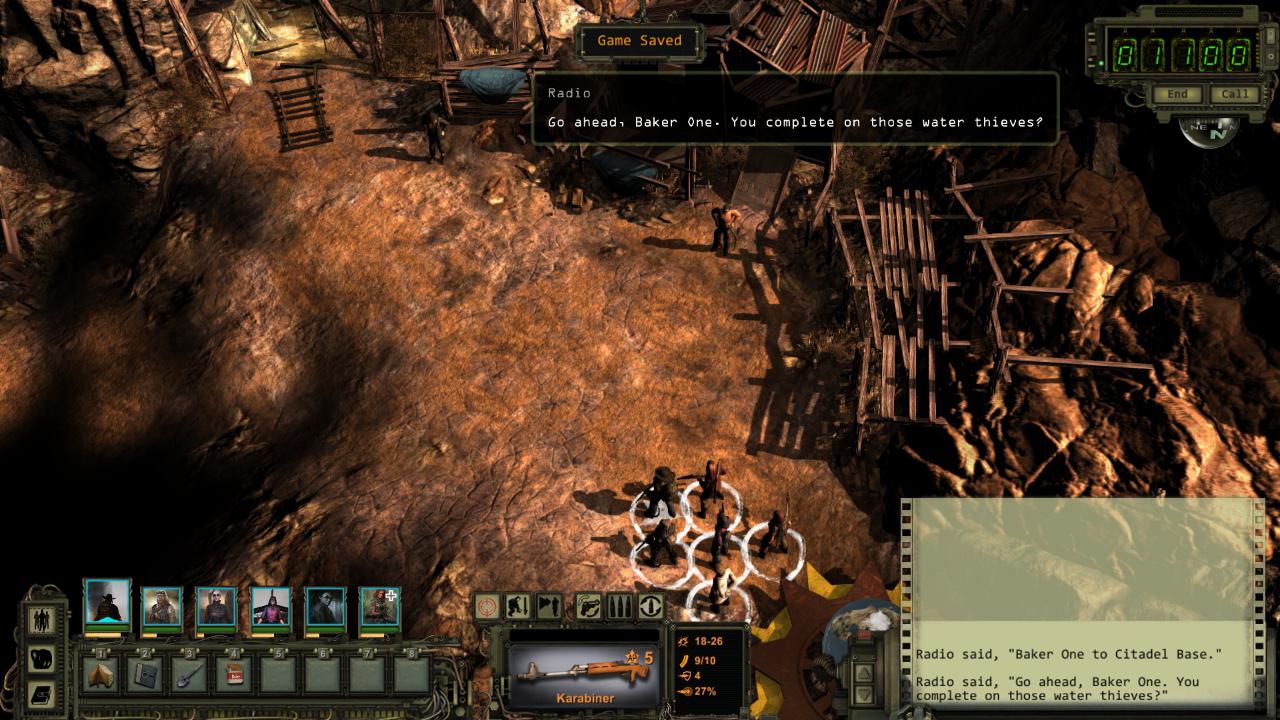 Game Saved
Radio
Go ahead, Baker One. You complete on those water thieves?
01100
End
Call
NE N
1 2 3 4 5 6 7 8
5
Karabiner
18-26
9/10
4
27%
Radio said, "Baker One to Citadel Base."
Radio said, "Go ahead, Baker One. You
complete on those water thieves?"